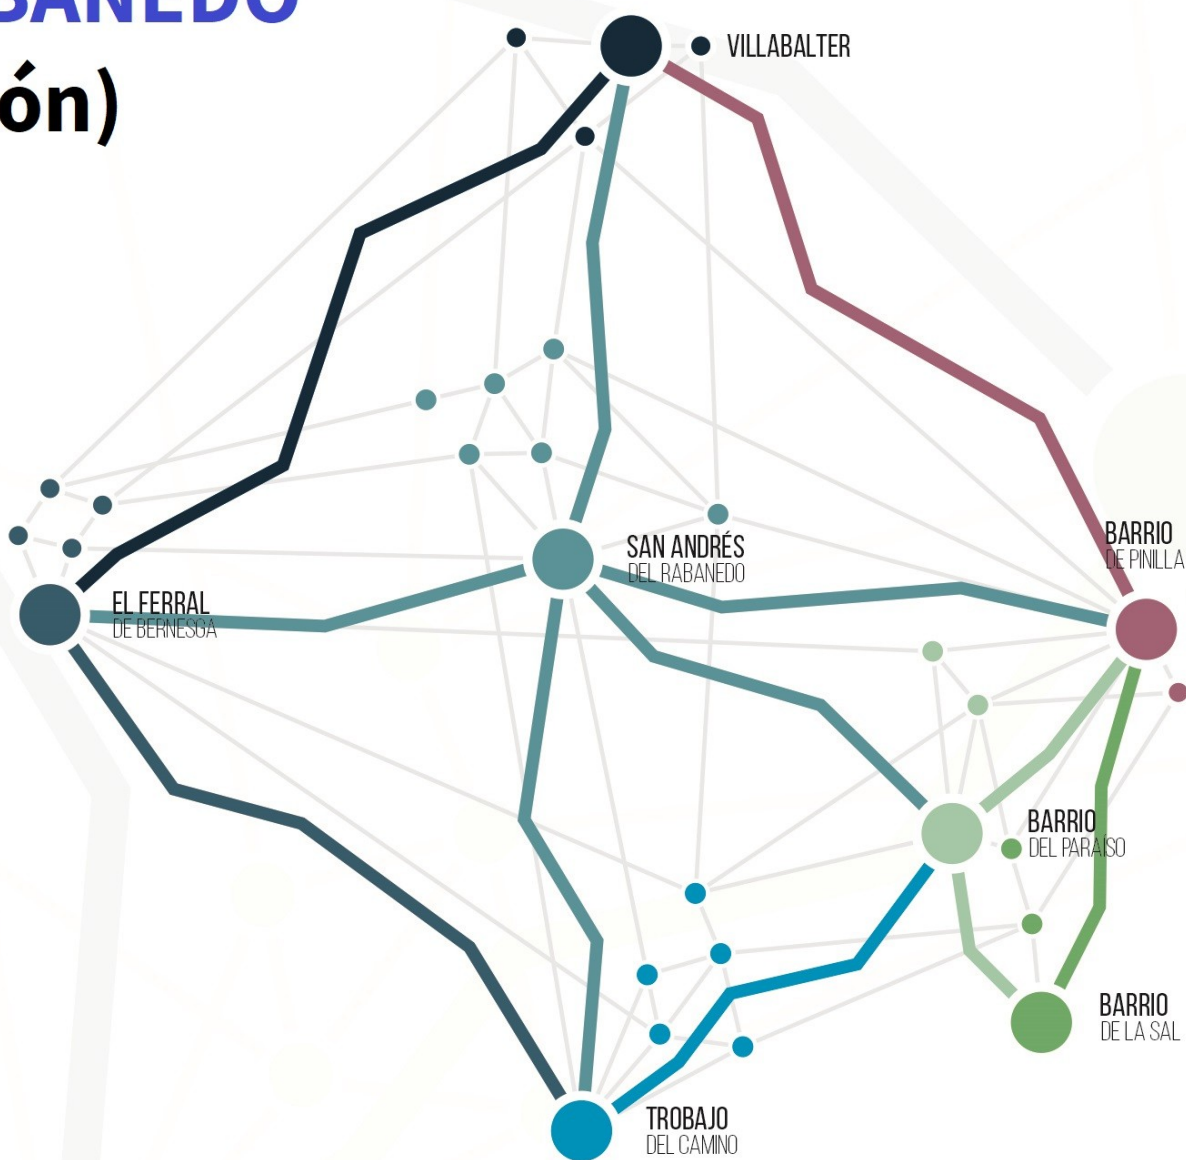 BANEDO
ón)
VILLABALTER
BARRIO
DE PINILLA
SAN ANDRÉS
DEL RABANEDO
EL FERRAL
DE BERNESGA
BARRIO
DEL PARAÍSO
BARRIO
DE LA SAL
TROBAJO
DEL CAMINO